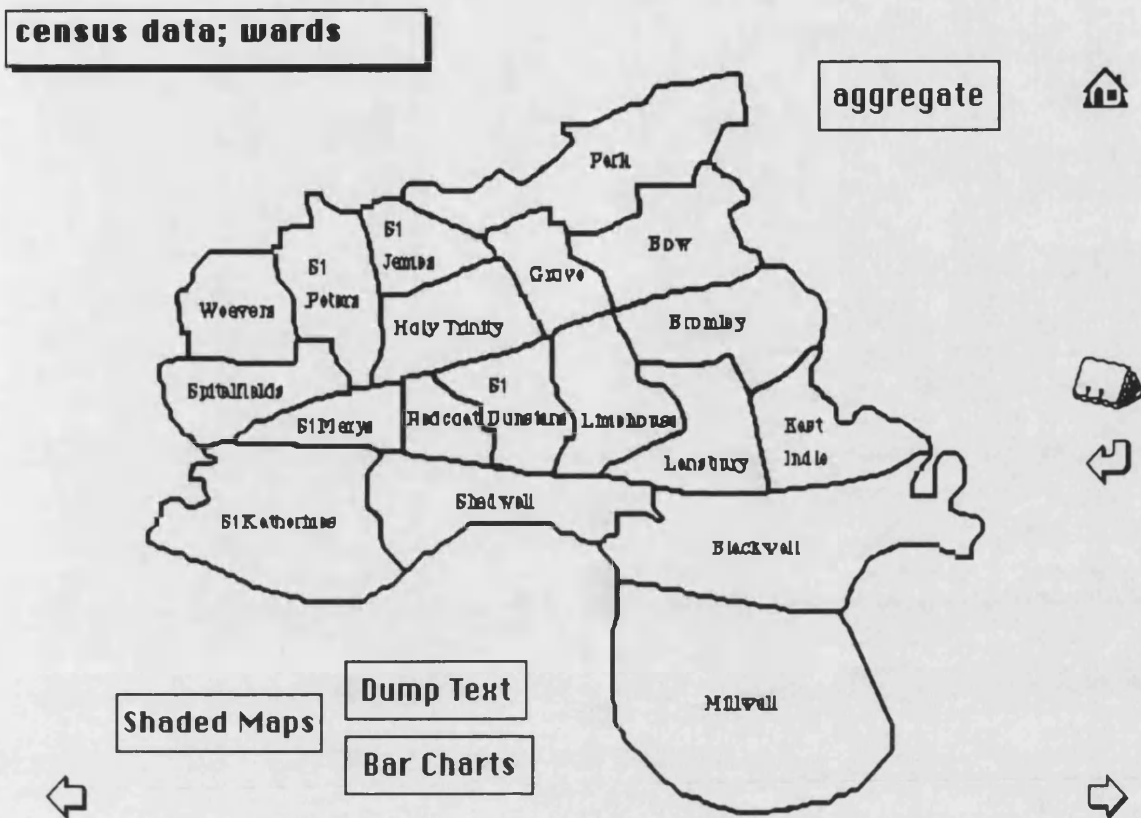 census data; wards
aggregate
Park
St
James
Bow
Grove
St
Peters
Weavers
Holy Trinity
Bromley
Spitalfields
St
St Marys
Redcoat
Dunstans
Limehouse
East
India
Lansbury
Shadwell
St Katherines
Blackwall
Millwall
Dump Text
Shaded Maps
Bar Charts